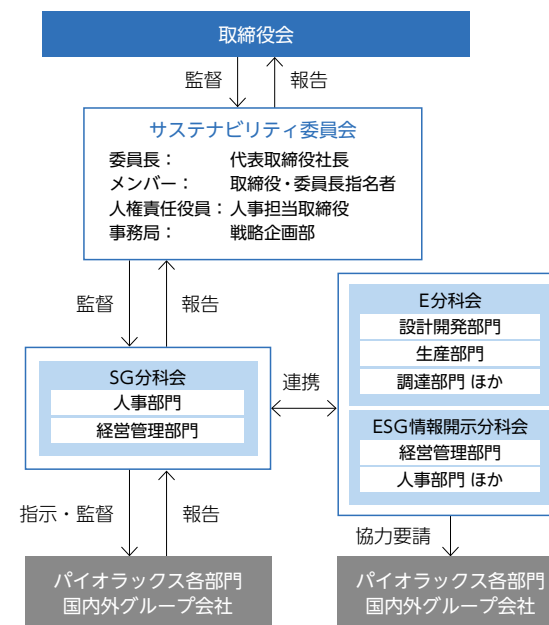 取締役会
監督
報告
サステナビリティ委員会
委員長： 代表取締役社長
メンバー： 取締役・委員長指名者
人権責任役員：人事担当取締役
事務局： 戦略企画部
監督
報告
SG分科会
人事部門
経営管理部門
連携
E分科会
設計開発部門
生産部門
調達部門 ほか
ESG情報開示分科会
経営管理部門
人事部門 ほか
指示・監督
報告
協力要請
パイオラックス各部門
国内外グループ会社
パイオラックス各部門
国内外グループ会社